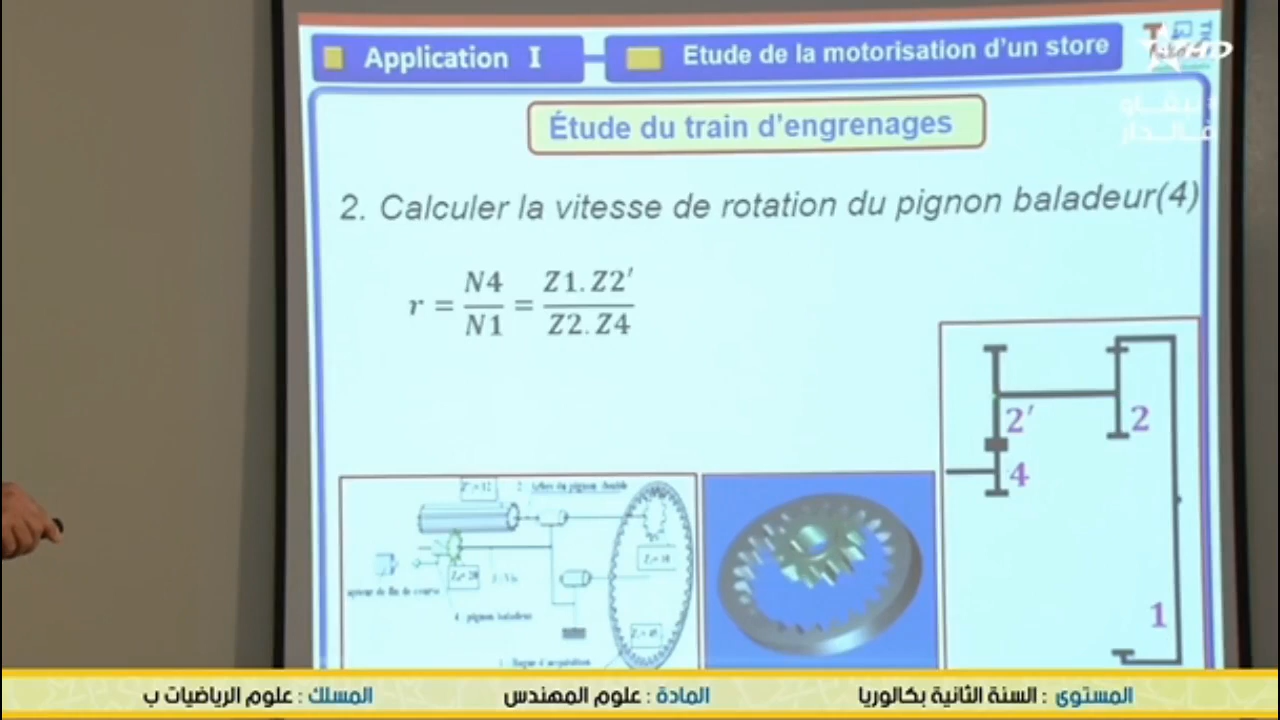 Application I
Etude de la motorisation d'un store
HD
Étude du train d'engrenages
2. Calculer la vitesse de rotation du pignon baladeur(4)
r = N4/N1 = Z1.Z2'/Z2.Z4
2'
2
4
1
4 : pignon baladeur
المستوى : السنة الثانية بكالوريا
المادة : علوم المهندس
المسلك : علوم الرياضيات ب